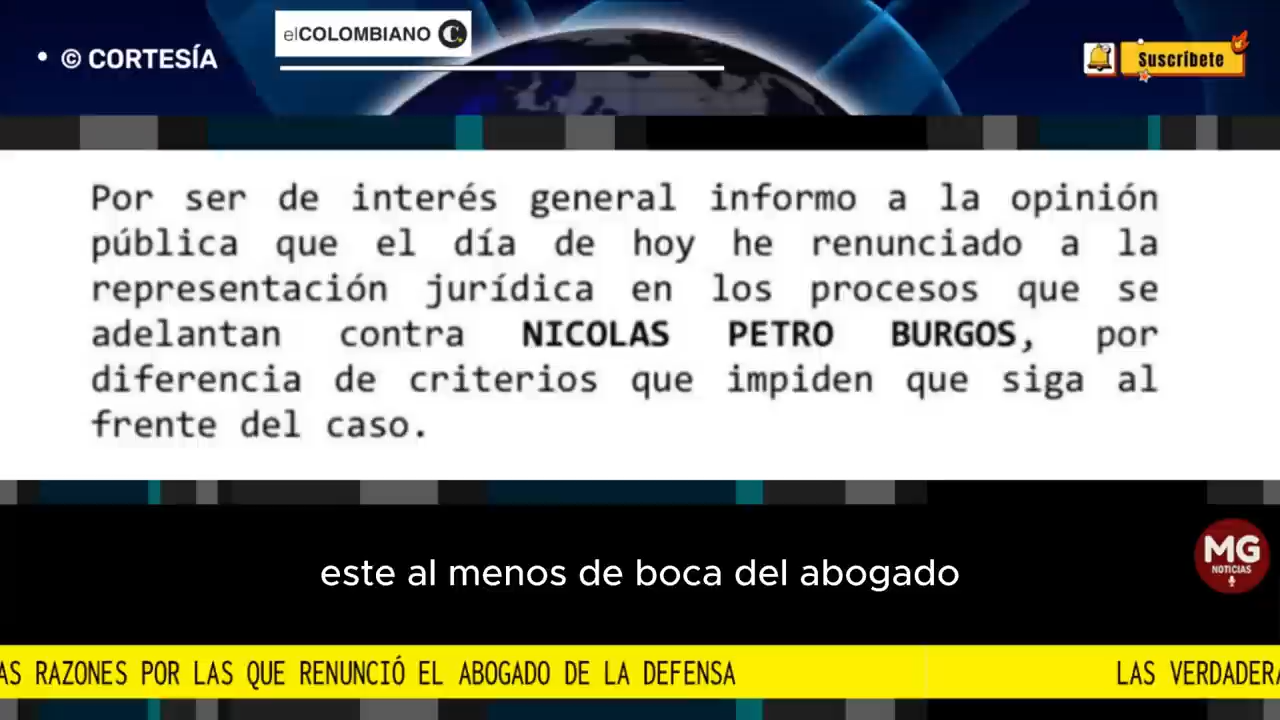 • © CORTESÍA
elCOLOMBIANO C
Suscríbete
Por ser de interés general informo a la opinión
pública que el día de hoy he renunciado a la
representación jurídica en los procesos que se
adelantan contra NICOLAS PETRO BURGOS, por
diferencia de criterios que impiden que siga al
frente del caso.
este al menos de boca del abogado
MG
NOTICIAS
AS RAZONES POR LAS QUE RENUNCIÓ EL ABOGADO DE LA DEFENSA
LAS VERDADERA